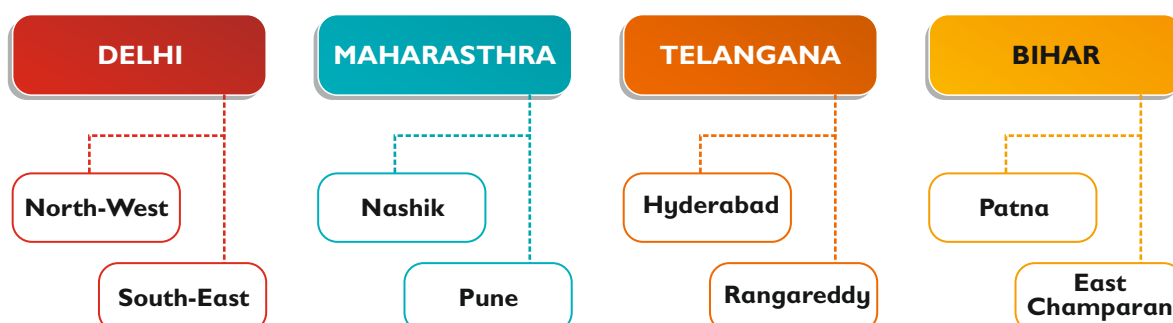 DELHI
MAHARASTHRA
TELANGANA
BIHAR
North-West
Nashik
Hyderabad
Patna
South-East
Pune
Rangareddy
East
Champaran